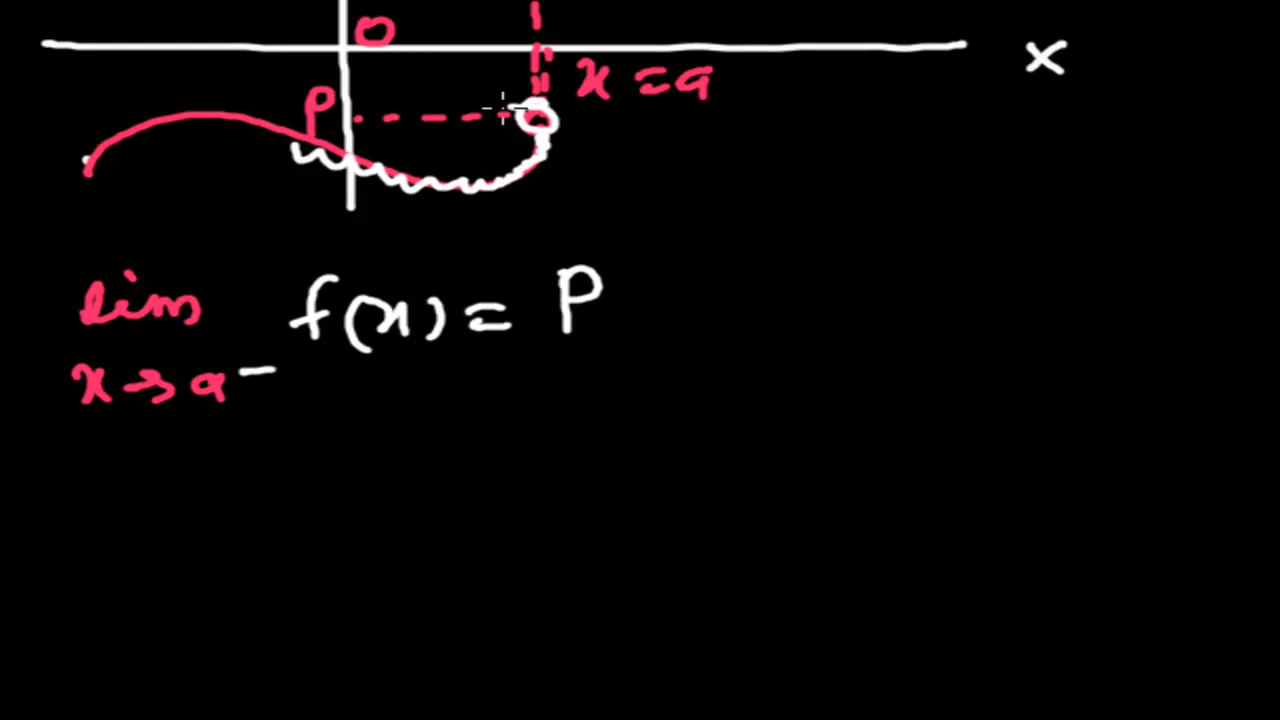 O
x = a
X
P
lim f(x) = P
x → a⁻